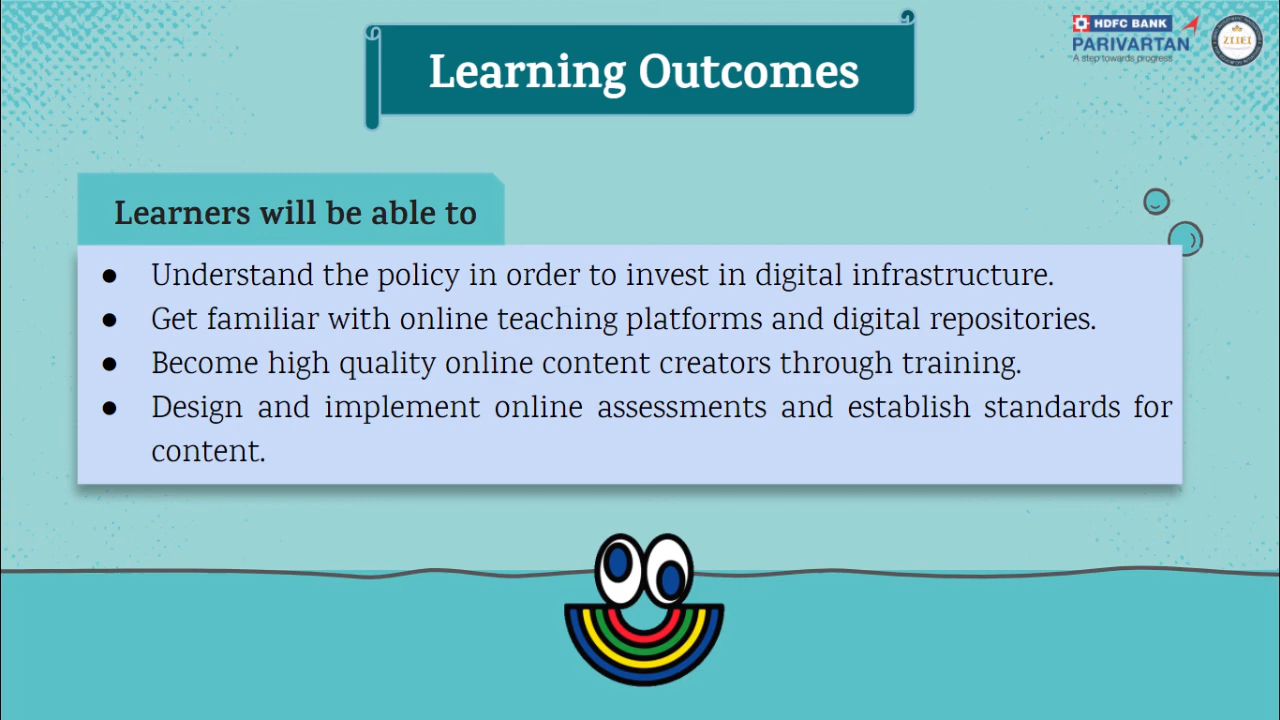 HDFC BANK
PARIVARTAN
A step towards progress
ZIIEI
Learning Outcomes
Learners will be able to
● Understand the policy in order to invest in digital infrastructure.
● Get familiar with online teaching platforms and digital repositories.
● Become high quality online content creators through training.
● Design and implement online assessments and establish standards for
content.